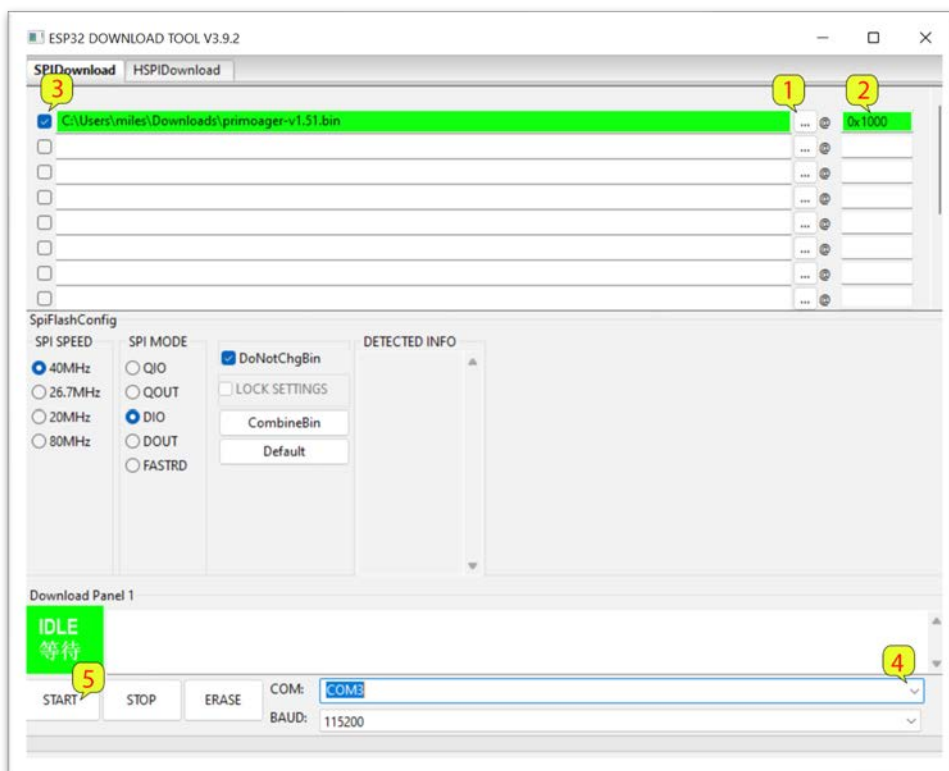 ESP32 DOWNLOAD TOOL V3.9.2
SPIDownload HSPIDownload
3 1 2
C:\Users\miles\Downloads\primoager-v1.51.bin ... @ 0x1000
... @
... @
... @
... @
... @
... @
... @
SpiFlashConfig
SPI SPEED SPI MODE DETECTED INFO
40MHz QIO DoNotChgBin
26.7MHz QOUT LOCK SETTINGS
20MHz DIO CombineBin
80MHz DOUT Default
FASTRD
Download Panel 1
IDLE
等待
5 4
START STOP ERASE COM: COM3
BAUD: 115200